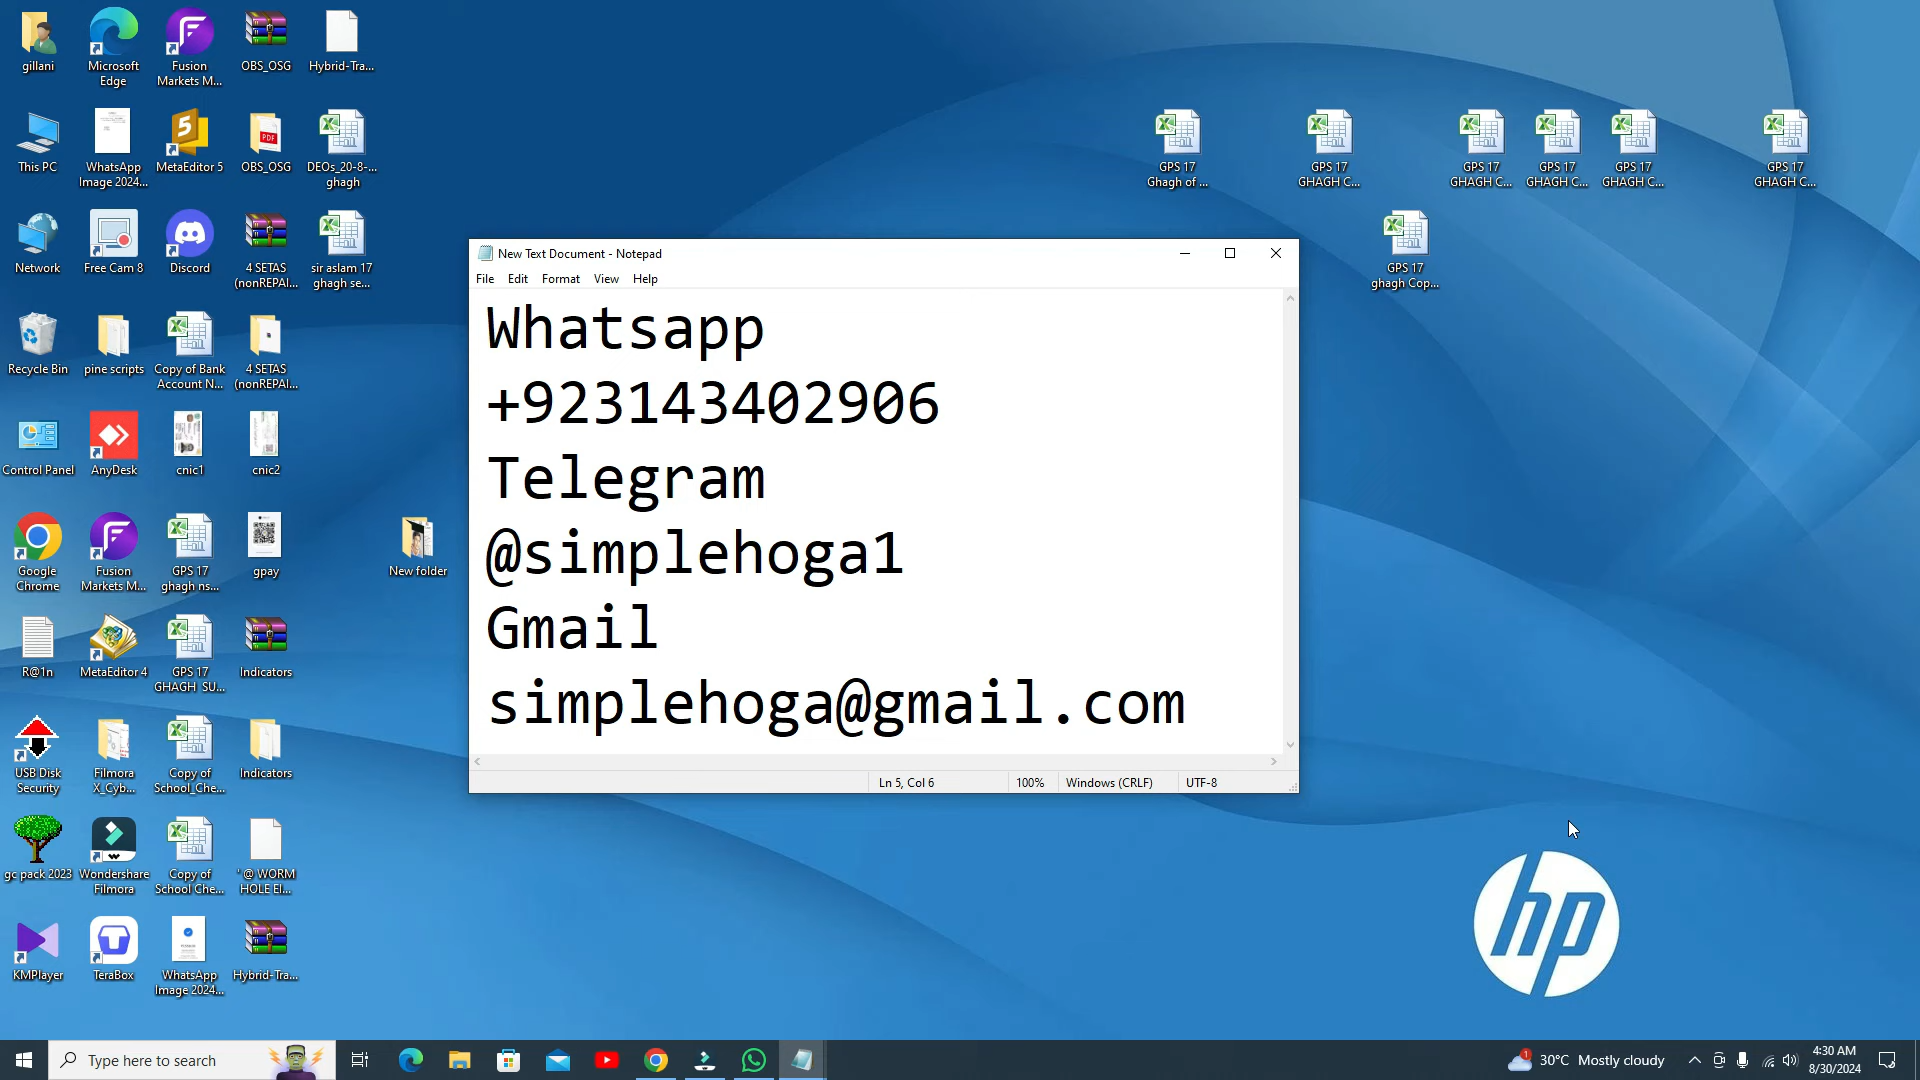 gillani
Microsoft
Edge
Fusion
Markets M...
OBS_OSG
Hybrid-Tra...
This PC
WhatsApp
Image 2024...
MetaEditor 5
OBS_OSG
DEOs_20-8-...
ghagh
GPS 17
Ghagh of ...
GPS 17
GHAGH C...
GPS 17
GHAGH C...
GPS 17
GHAGH C...
GPS 17
GHAGH C...
GPS 17
GHAGH C...
Network
Free Cam 8
Discord
4 SETAS
(nonREPAI...
sir aslam 17
ghagh se...
GPS 17
ghagh Cop...
Recycle Bin
pine scripts
Copy of Bank
Account N...
4 SETAS
(nonREPAI...
Control Panel
AnyDesk
cnic1
cnic2
Google
Chrome
Fusion
Markets M...
GPS 17
ghagh ns...
gpay
New folder
R@1n
MetaEditor 4
GPS 17
GHAGH SU...
Indicators
USB Disk
Security
Filmora
X_Cyb...
Copy of
School_Che...
Indicators
gc pack 2023
Wondershare
Filmora
Copy of
School Che...
' @ WORM
HOLE EI...
KMPlayer
TeraBox
WhatsApp
Image 2024...
Hybrid-Tra...
New Text Document - Notepad
File Edit Format View Help
Whatsapp
+923143402906
Telegram
@simplehoga1
Gmail
simplehoga@gmail.com
Ln 5, Col 6 100% Windows (CRLF) UTF-8
hp
Type here to search
30°C Mostly cloudy
4:30 AM
8/30/2024